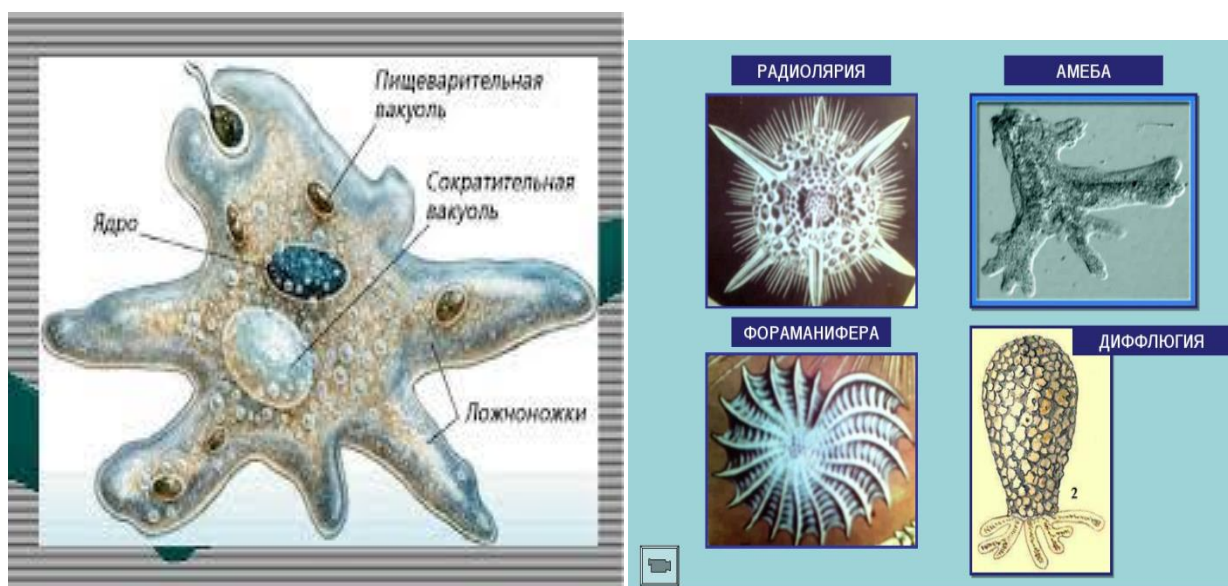 Пищеварительная
вакуоль
Сократительная
вакуоль
Ядро
Ложноножки
РАДИОЛЯРИЯ
АМЕБА
ФОРАМАНИФЕРА
ДИФФЛЮГИЯ
2